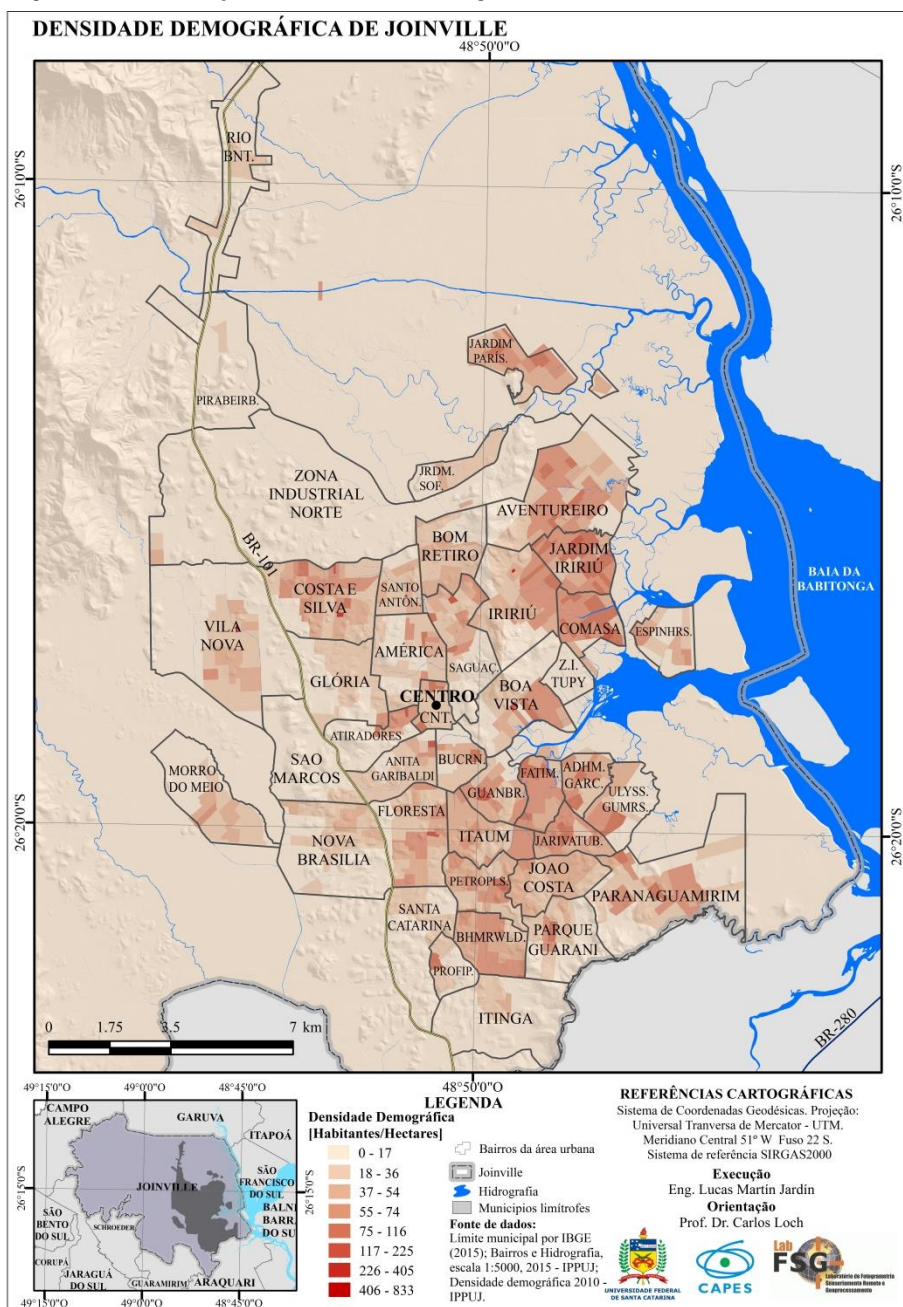 DENSIDADE DEMOGRÁFICA DE JOINVILLE
48°50'0"O
26°10'0"S
26°10'0"S
RIO
BNT.
JARDIM
PARÍS.
PIRABEIRB.
ZONA
INDUSTRIAL
NORTE
JRDM.
SOF.
AVENTUREIRO
BR-101
BOM
RETIRO
JARDIM
IRIRIÚ
BAIA DA
BABITONGA
COSTA E
SILVA
SANTO
ANTÔN.
IRIRIÚ
COMASA
ESPINHRS.
VILA
NOVA
AMÉRICA
SAGUAÇ.
Z.I.
TUPY
GLÓRIA
CENTRO
CNT.
BOA
VISTA
ATIRADORES
SAO
MARCOS
ANITA
GARIBALDI
BUCRN.
MORRO
DO MEIO
FATIM.
ADHM.
GARC.
ULYSS.
GUMRS.
GUANBR.
FLORESTA
26°20'0"S
26°20'0"S
NOVA
BRASILIA
ITAUM
JARIVATUB.
PETROPLS.
JOAO
COSTA
PARANAGUAMIRIM
SANTA
CATARINA
BHMRWLD.
PARQUE
GUARANI
PROFIP.
ITINGA
BR-280
0 1.75 3.5 7 km
48°50'0"O
49°15'0"O 49°0'0"O 48°45'0"O
CAMPO
ALEGRE
GARUVA
ITAPOÁ
JOINVILLE
SÃO
FRANCISCO
DO SUL
BALN
BARRA
DO SU
SÃO
BENTO
DO SUL
SCHROEDER
CORUPÁ
JARAGUÁ
DO SUL
GUARAMIRIM
ARAQUARI
26°15'0"S
26°15'0"S
49°15'0"O 49°0'0"O 48°45'0"O
LEGENDA
Densidade Demográfica
[Habitantes/Hectares]
0 - 17
18 - 36
37 - 54
55 - 74
75 - 116
117 - 225
226 - 405
406 - 833
Bairros da área urbana
Joinville
Hidrografia
Municipios limítrofes
Fonte de dados:
Límite municipal por IBGE
(2015); Bairros e Hidrografia,
escala 1:5000, 2015 - IPPUJ;
Densidade demográfica 2010 -
IPPUJ.
REFERÊNCIAS CARTOGRÁFICAS
Sistema de Coordenadas Geodésicas. Projeção:
Universal Tranversa de Mercator - UTM.
Meridiano Central 51º W Fuso 22 S.
Sistema de referência SIRGAS2000
Execução
Eng. Lucas Martín Jardín
Orientação
Prof. Dr. Carlos Loch
UNIVERSIDADE FEDERAL
DE SANTA CATARINA
CAPES
Lab
FSG
Laboratório de Fotogrametria
Sensoriamento Remoto e
Geoprocessamento